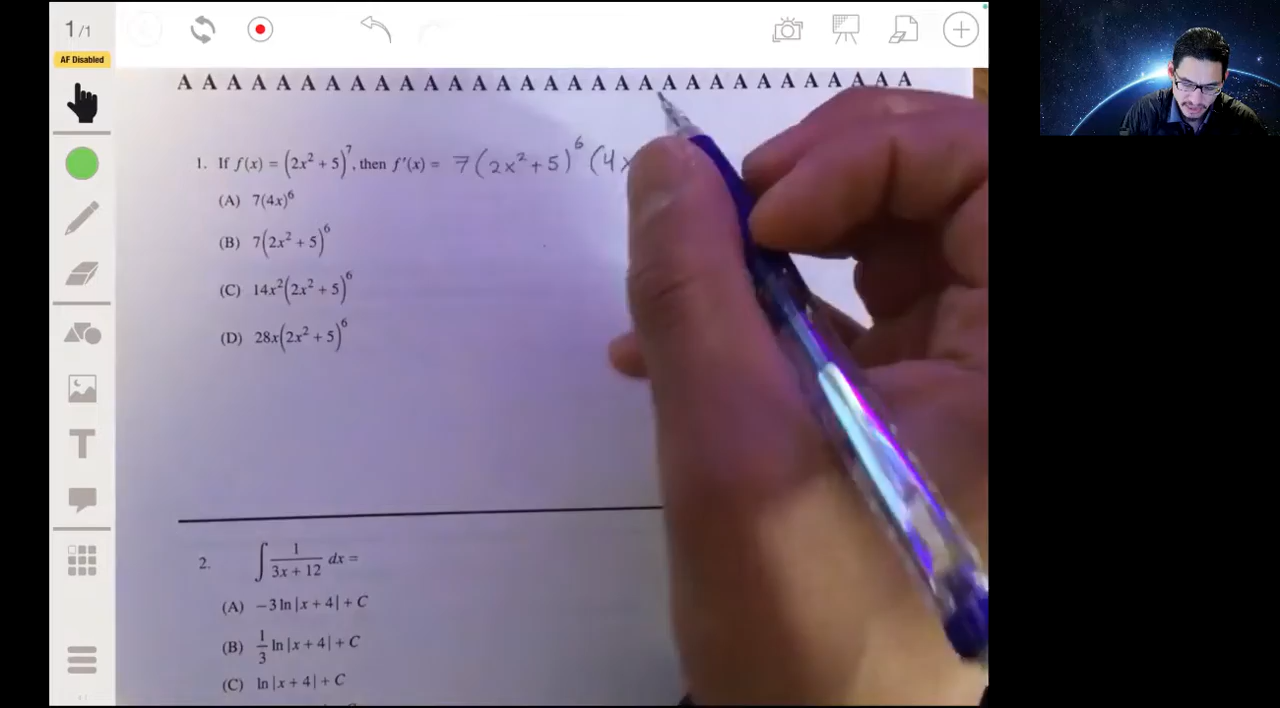 1/1
AF Disabled
A A A A A A A A A A A A A A A A A A A A A A A A A A A A A A A
1. If f(x) = (2x² + 5)⁷, then f′(x) = 7(2x² + 5)⁶ (4x
(A) 7(4x)⁶
(B) 7(2x² + 5)⁶
(C) 14x²(2x² + 5)⁶
(D) 28x(2x² + 5)⁶
2. ∫ 1/(3x + 12) dx =
(A) −3 ln|x + 4| + C
(B) 1/3 ln|x + 4| + C
(C) ln|x + 4| + C
T